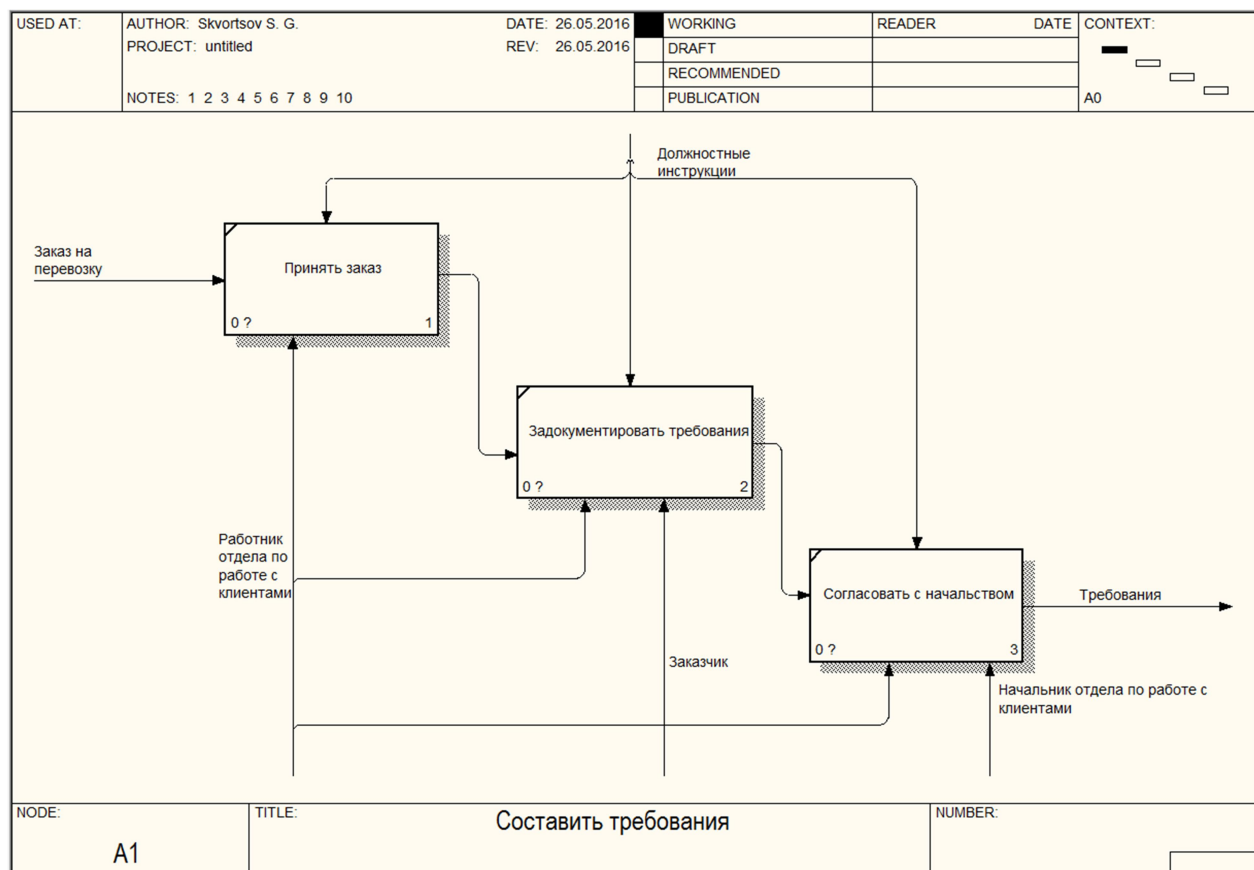 USED AT:
AUTHOR: Skvortsov S. G.
DATE: 26.05.2016
PROJECT: untitled
REV: 26.05.2016
NOTES: 1 2 3 4 5 6 7 8 9 10
WORKING
DRAFT
RECOMMENDED
PUBLICATION
READER
DATE
CONTEXT:
A0
Должностные
инструкции
Заказ на
перевозку
Принять заказ
0 ?
1
Задокументировать требования
0 ?
2
Работник
отдела по
работе с
клиентами
Согласовать с начальством
0 ?
3
Требования
Заказчик
Начальник отдела по работе с
клиентами
NODE:
A1
TITLE:
Составить требования
NUMBER: